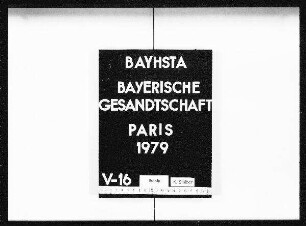 BAYHSTA
BAYERISCHE
GESANDTSCHAFT
PARIS
1979
V-16